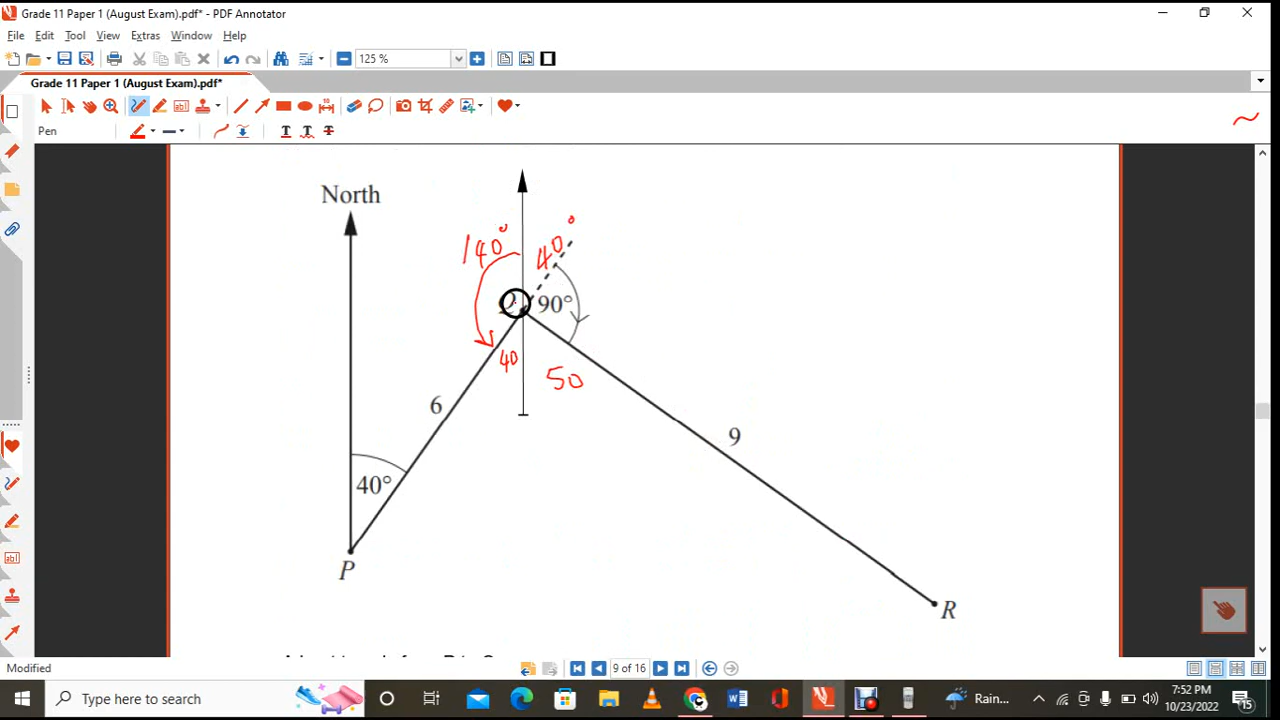 Grade 11 Paper 1 (August Exam).pdf* - PDF Annotator
File Edit Tool View Extras Window Help
125 %
Grade 11 Paper 1 (August Exam).pdf*
Pen
North
140°
40°
Q
90°
40
50
6
9
40°
P
R
Modified
9 of 16
Type here to search
Rain...
7:52 PM
10/23/2022
15